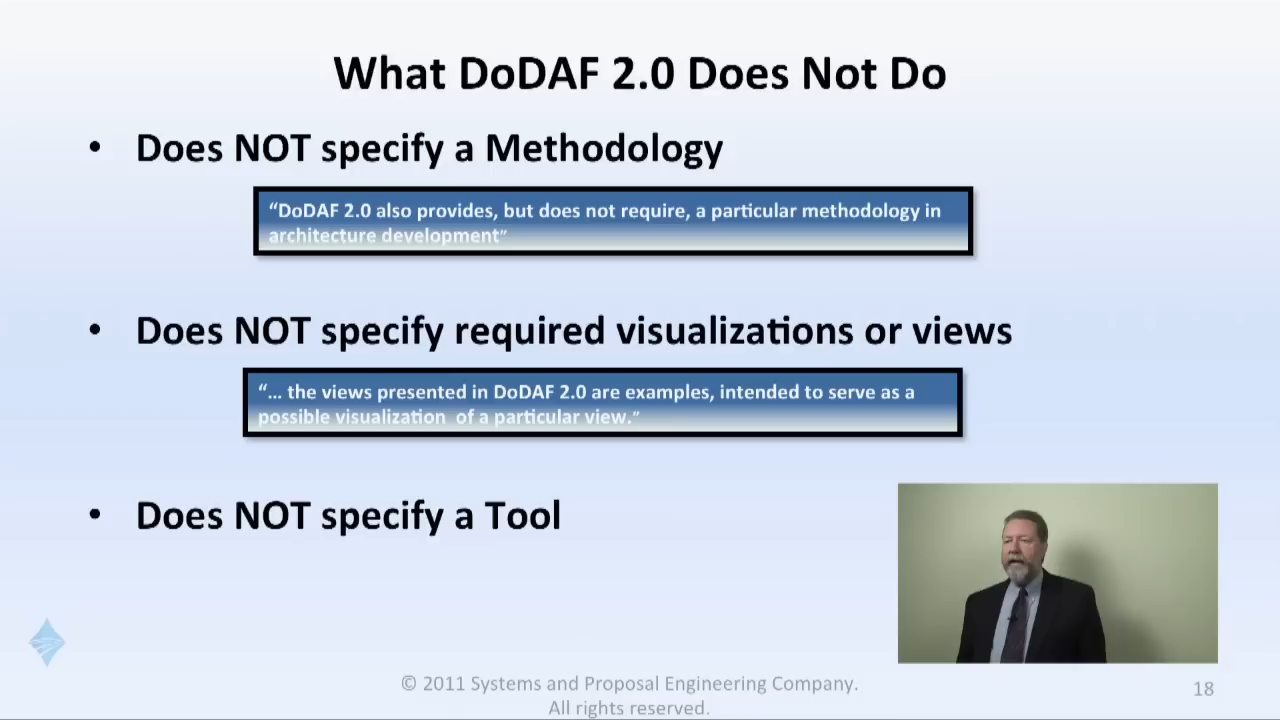 What DoDAF 2.0 Does Not Do
• Does NOT specify a Methodology
“DoDAF 2.0 also provides, but does not require, a particular methodology in
architecture development”
• Does NOT specify required visualizations or views
“… the views presented in DoDAF 2.0 are examples, intended to serve as a
possible visualization of a particular view.”
• Does NOT specify a Tool
© 2011 Systems and Proposal Engineering Company.
All rights reserved.
18